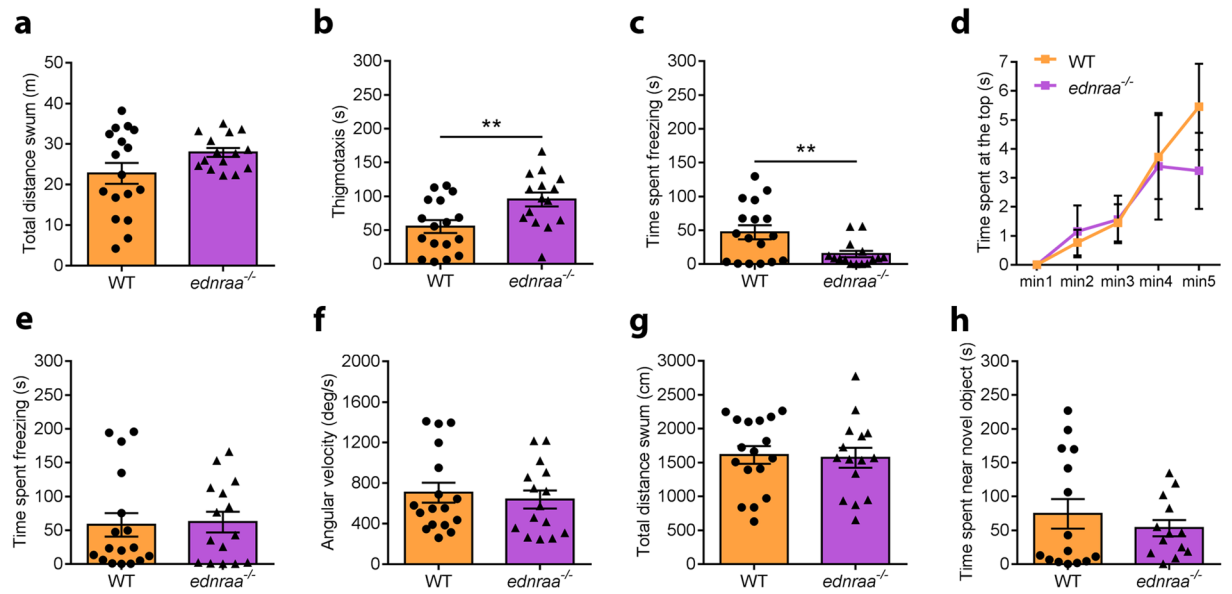 a
Total distance swum (m)
50
40
30
20
10
0
WT
ednraa-/-
b
Thigmotaxis (s)
300
250
200
150
100
50
0
**
WT
ednraa-/-
c
Time spent freezing (s)
300
250
200
150
100
50
0
**
WT
ednraa-/-
d
Time spent at the top (s)
7
6
5
4
3
2
1
0
WT
ednraa-/-
min1 min2 min3 min4 min5
e
Time spent freezing (s)
300
250
200
150
100
50
0
WT
ednraa-/-
f
Angular velocity (deg/s)
2000
1600
1200
800
400
0
WT
ednraa-/-
g
Total distance swum (cm)
3000
2500
2000
1500
1000
500
0
WT
ednraa-/-
h
Time spent near novel object (s)
300
250
200
150
100
50
0
WT
ednraa-/-